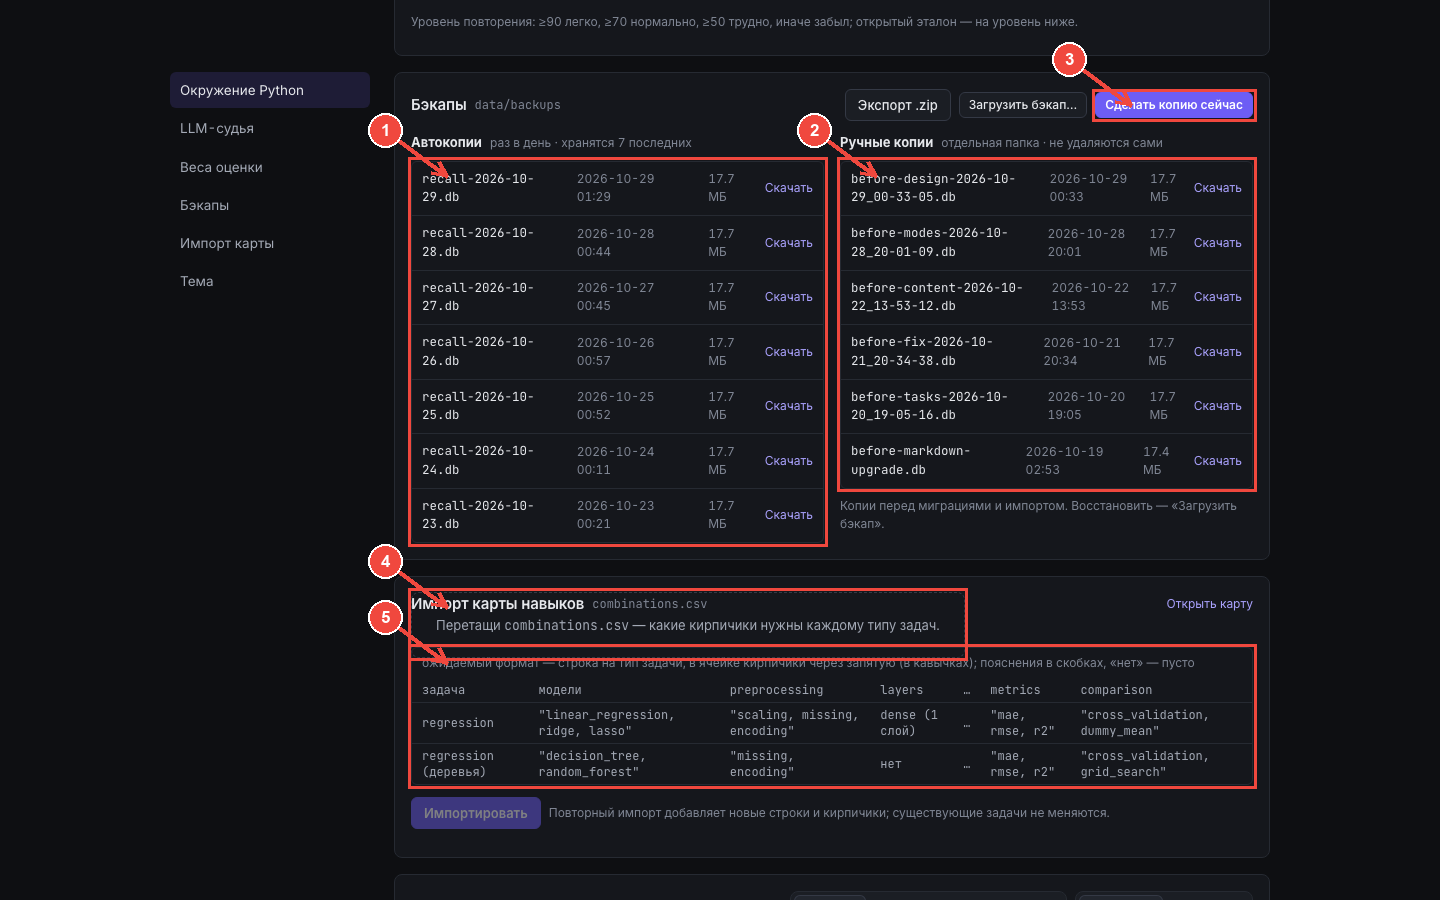 Уровень повторения: ≥90 легко, ≥70 нормально, ≥50 трудно, иначе забыл; открытый эталон — на уровень ниже.
Окружение Python
LLM-судья
Веса оценки
Бэкапы
Импорт карты
Тема
3
Бэкапы data/backups
Экспорт .zip
Загрузить бэкап...
Сделать копию сейчас
1
Автокопии раз в день · хранятся 7 последних
recall-2026-10-
29.db
2026-10-29
01:29
17.7
МБ
Скачать
recall-2026-10-
28.db
2026-10-28
00:44
17.7
МБ
Скачать
recall-2026-10-
27.db
2026-10-27
00:45
17.7
МБ
Скачать
recall-2026-10-
26.db
2026-10-26
00:57
17.7
МБ
Скачать
recall-2026-10-
25.db
2026-10-25
00:52
17.7
МБ
Скачать
recall-2026-10-
24.db
2026-10-24
00:11
17.7
МБ
Скачать
recall-2026-10-
23.db
2026-10-23
00:21
17.7
МБ
Скачать
2
Ручные копии отдельная папка · не удаляются сами
before-design-2026-10-
29_00-33-05.db
2026-10-29
00:33
17.7
МБ
Скачать
before-modes-2026-10-
28_20-01-09.db
2026-10-28
20:01
17.7
МБ
Скачать
before-content-2026-10-
22_13-53-12.db
2026-10-22
13:53
17.7
МБ
Скачать
before-fix-2026-10-
21_20-34-38.db
2026-10-21
20:34
17.7
МБ
Скачать
before-tasks-2026-10-
20_19-05-16.db
2026-10-20
19:05
17.7
МБ
Скачать
before-markdown-
upgrade.db
2026-10-19
02:53
17.4
МБ
Скачать
Копии перед миграциями и импортом. Восстановить — «Загрузить
бэкап».
4
Импорт карты навыков combinations.csv
Открыть карту
Перетащи combinations.csv — какие кирпичики нужны каждому типу задач.
5
ожидаемый формат — строка на тип задачи, в ячейке кирпичики через запятую (в кавычках); пояснения в скобках, «нет» — пусто
задача модели preprocessing layers … metrics comparison
regression
"linear_regression,
ridge, lasso"
"scaling, missing,
encoding"
dense (1
слой)
…
"mae,
rmse, r2"
"cross_validation,
dummy_mean"
regression
(деревья)
"decision_tree,
random_forest"
"missing,
encoding"
нет
…
"mae,
rmse, r2"
"cross_validation,
grid_search"
Импортировать
Повторный импорт добавляет новые строки и кирпичики; существующие задачи не меняются.